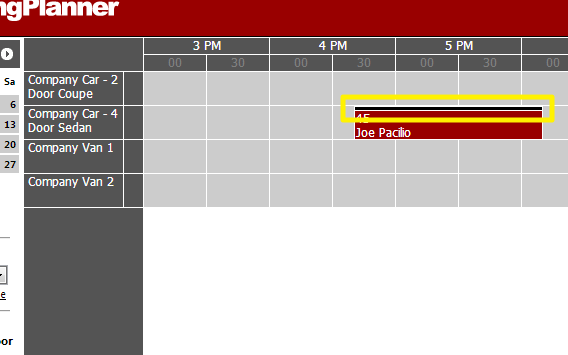 ngPlanner
3 PM 4 PM 5 PM
00 30 00 30 00 30 00
Sa
6
13
20
27
Company Car - 2
Door Coupe
Company Car - 4
Door Sedan
Joe Pacilio
Company Van 1
Company Van 2
e
oor